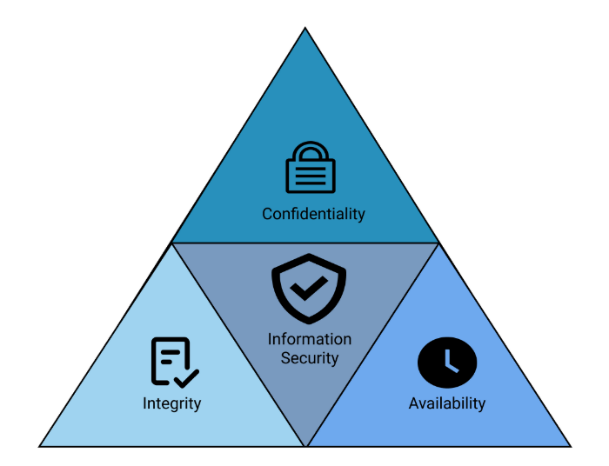 Confidentiality
Information
Security
Integrity
Availability